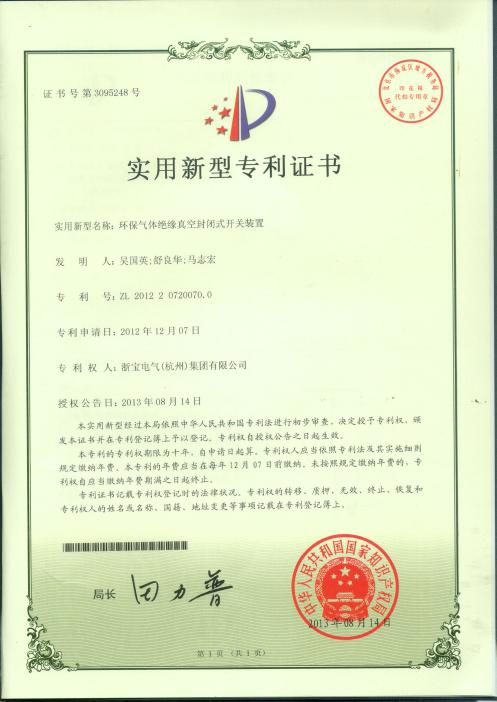 证书号第3095248号
印花税
代扣专用章
实用新型专利证书
实用新型名称：环保气体绝缘真空封闭式开关装置
发 明 人：吴国英;舒良华;马志宏
专 利 号：ZL 2012 2 0720070.0
专利申请日：2012年12月07日
专 利 权 人：浙宝电气(杭州)集团有限公司
授权公告日：2013年08月14日
本实用新型经过本局依照中华人民共和国专利法进行初步审查，决定授予专利权，颁
发本证书并在专利登记簿上予以登记。专利权自授权公告之日起生效。
本专利的专利权期限为十年，自申请日起算。专利权人应当依照专利法及其实施细则
规定缴纳年费。本专利的年费应当在每年12月07日前缴纳。未按照规定缴纳年费的，专
利权自应当缴纳年费期满之日起终止。
专利证书记载专利权登记时的法律状况。专利权的转移、质押、无效、终止、恢复和
专利权人的姓名或名称、国籍、地址变更等事项记载在专利登记簿上。
局长
田力普
中华人民共和国国家知识产权局
2013年08月14日
第1页（共1页）